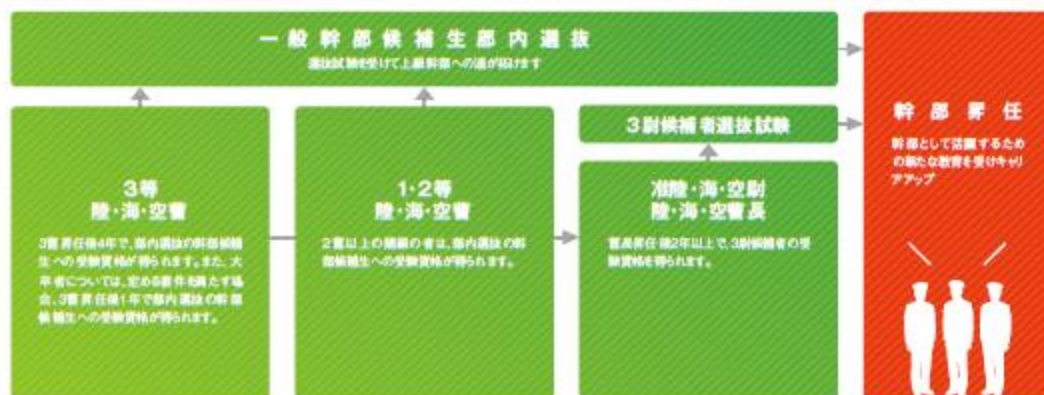 一般幹部候補生部内選抜
選抜試験を受けて上級幹部への道が拓けます
3尉候補者選抜試験
幹部昇任
幹部として活躍するため
の新たな教育を受けキャリ
アアップ
3等
陸・海・空曹
3曹昇任後4年で、部内選抜の幹部候補
生への受験資格が得られます。また、大
卒者については、定める要件を満たす場
合、3曹昇任後1年で部内選抜の幹部
候補生への受験資格が得られます。
1・2等
陸・海・空曹
2曹以上の階級の者は、部内選抜の幹
部候補生への受験資格が得られます。
准陸・海・空尉
陸・海・空曹長
曹長昇任後2年以上で、3尉候補者の受
験資格を得られます。